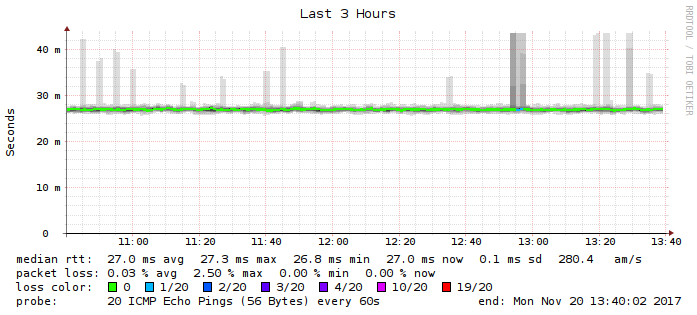 Last 3 Hours
RRDTOOL / TOBI OETIKER
Seconds
40 m
30 m
20 m
10 m
0
11:00 11:20 11:40 12:00 12:20 12:40 13:00 13:20 13:40
median rtt: 27.0 ms avg 27.3 ms max 26.8 ms min 27.0 ms now 0.1 ms sd 280.4 am/s
packet loss: 0.03 % avg 2.50 % max 0.00 % min 0.00 % now
loss color: 0 1/20 2/20 3/20 4/20 10/20 19/20
probe: 20 ICMP Echo Pings (56 Bytes) every 60s end: Mon Nov 20 13:40:02 2017